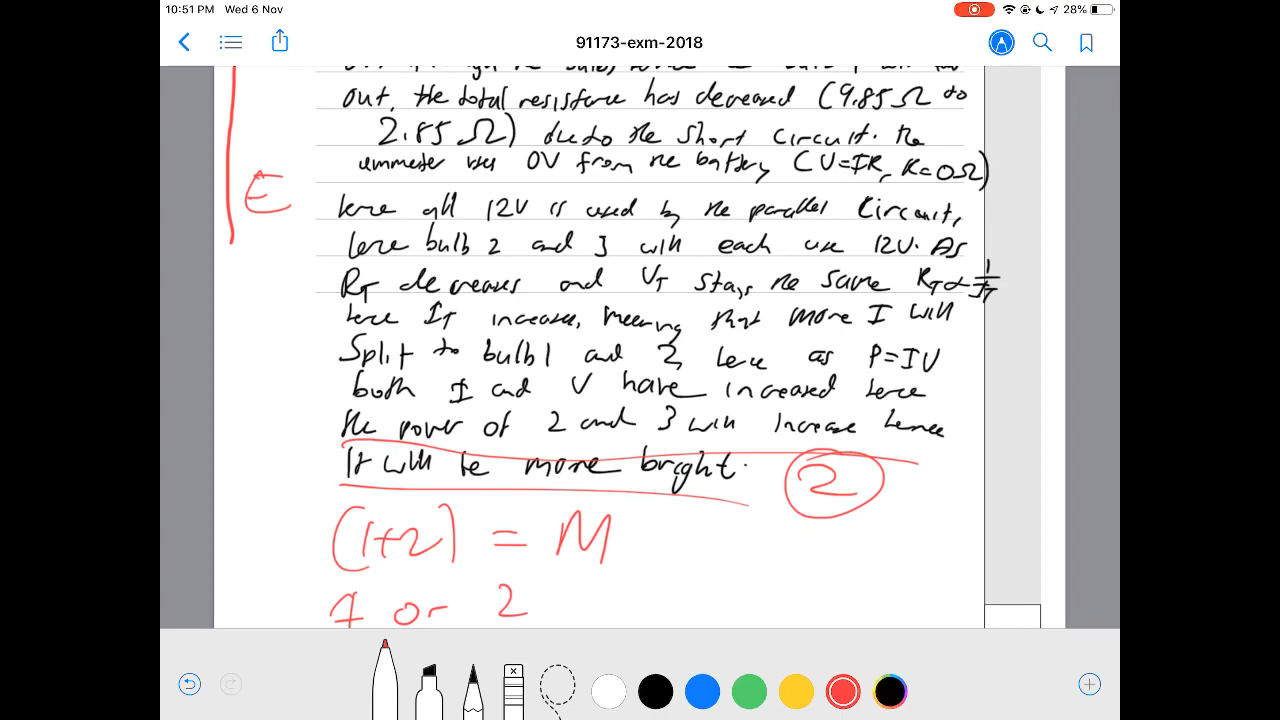 10:51 PM Wed 6 Nov
28%
91173-exm-2018
out, the total resistance has decreased (9.85Ω to
2.85Ω) due to the short circuit. The
ammeter uses 0V from the battery (V=IR, R=0Ω)
E
hence all 12V is used by the parallel circuit,
hence bulb 2 and 3 will each use 12V. As
RT decreases and VT stays the same RT ∝ 1/IT
hence IT increase, meaning that more I will
Split to bulb 1 and 2, hence as P=IV
both I and V have increased hence
the power of 2 and 3 will increase hence
It will be more bright.
2
(1+2) = M
1 or 2